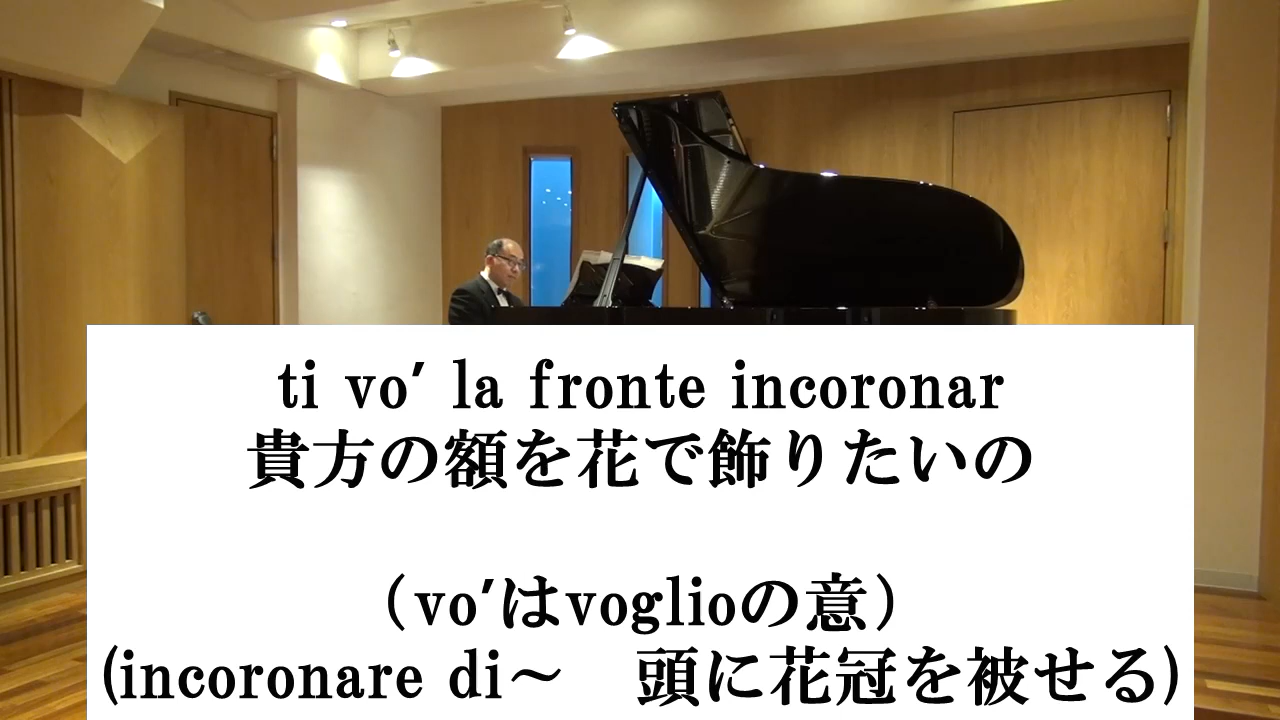 ti vo′ la fronte incoronar
貴方の額を花で飾りたいの
（vo′はvoglioの意）
(incoronare di～　頭に花冠を被せる)